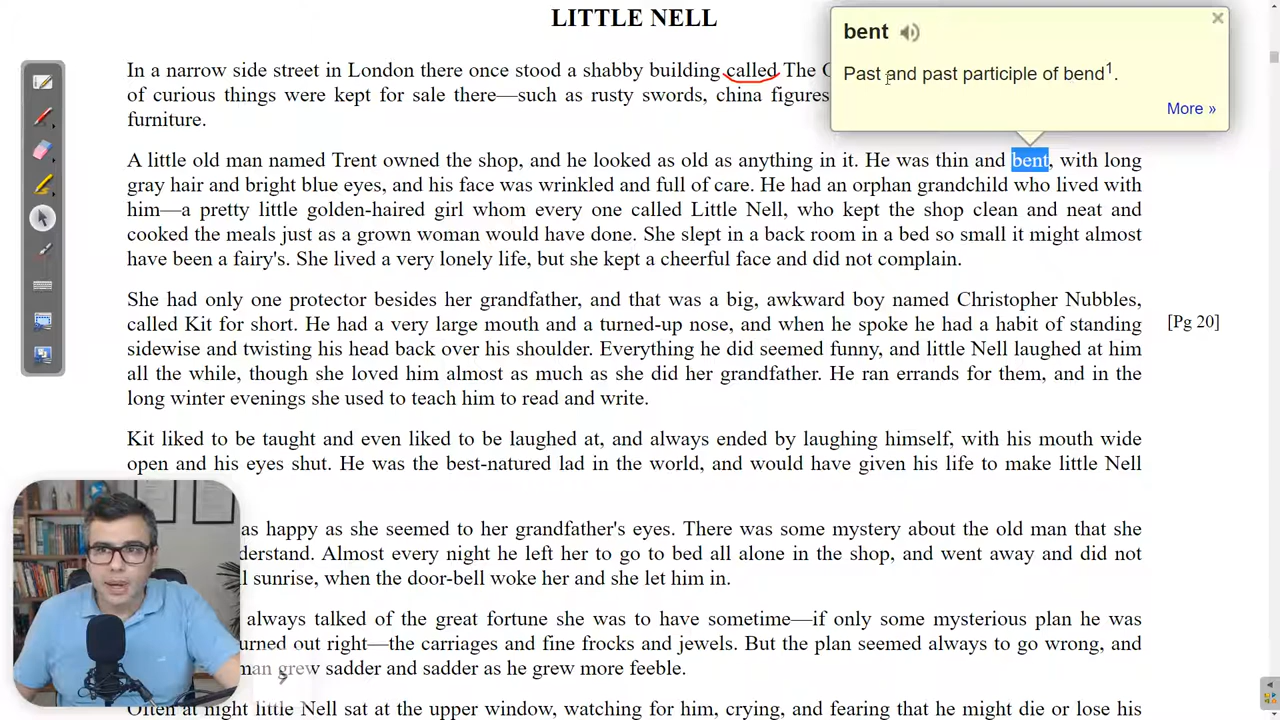 LITTLE NELL
In a narrow side street in London there once stood a shabby building called The
of curious things were kept for sale there—such as rusty swords, china figures
furniture.
bent
Past and past participle of bend¹.
More »
A little old man named Trent owned the shop, and he looked as old as anything in it. He was thin and bent, with long
gray hair and bright blue eyes, and his face was wrinkled and full of care. He had an orphan grandchild who lived with
him—a pretty little golden-haired girl whom every one called Little Nell, who kept the shop clean and neat and
cooked the meals just as a grown woman would have done. She slept in a back room in a bed so small it might almost
have been a fairy's. She lived a very lonely life, but she kept a cheerful face and did not complain.
She had only one protector besides her grandfather, and that was a big, awkward boy named Christopher Nubbles,
called Kit for short. He had a very large mouth and a turned-up nose, and when he spoke he had a habit of standing
[Pg 20]
sidewise and twisting his head back over his shoulder. Everything he did seemed funny, and little Nell laughed at him
all the while, though she loved him almost as much as she did her grandfather. He ran errands for them, and in the
long winter evenings she used to teach him to read and write.
Kit liked to be taught and even liked to be laughed at, and always ended by laughing himself, with his mouth wide
open and his eyes shut. He was the best-natured lad in the world, and would have given his life to make little Nell
as happy as she seemed to her grandfather's eyes. There was some mystery about the old man that she
derstand. Almost every night he left her to go to bed all alone in the shop, and went away and did not
l sunrise, when the door-bell woke her and she let him in.
always talked of the great fortune she was to have sometime—if only some mysterious plan he was
urned out right—the carriages and fine frocks and jewels. But the plan seemed always to go wrong, and
man grew sadder and sadder as he grew more feeble.
Often at night little Nell sat at the upper window, watching for him, crying, and fearing that he might die or lose his